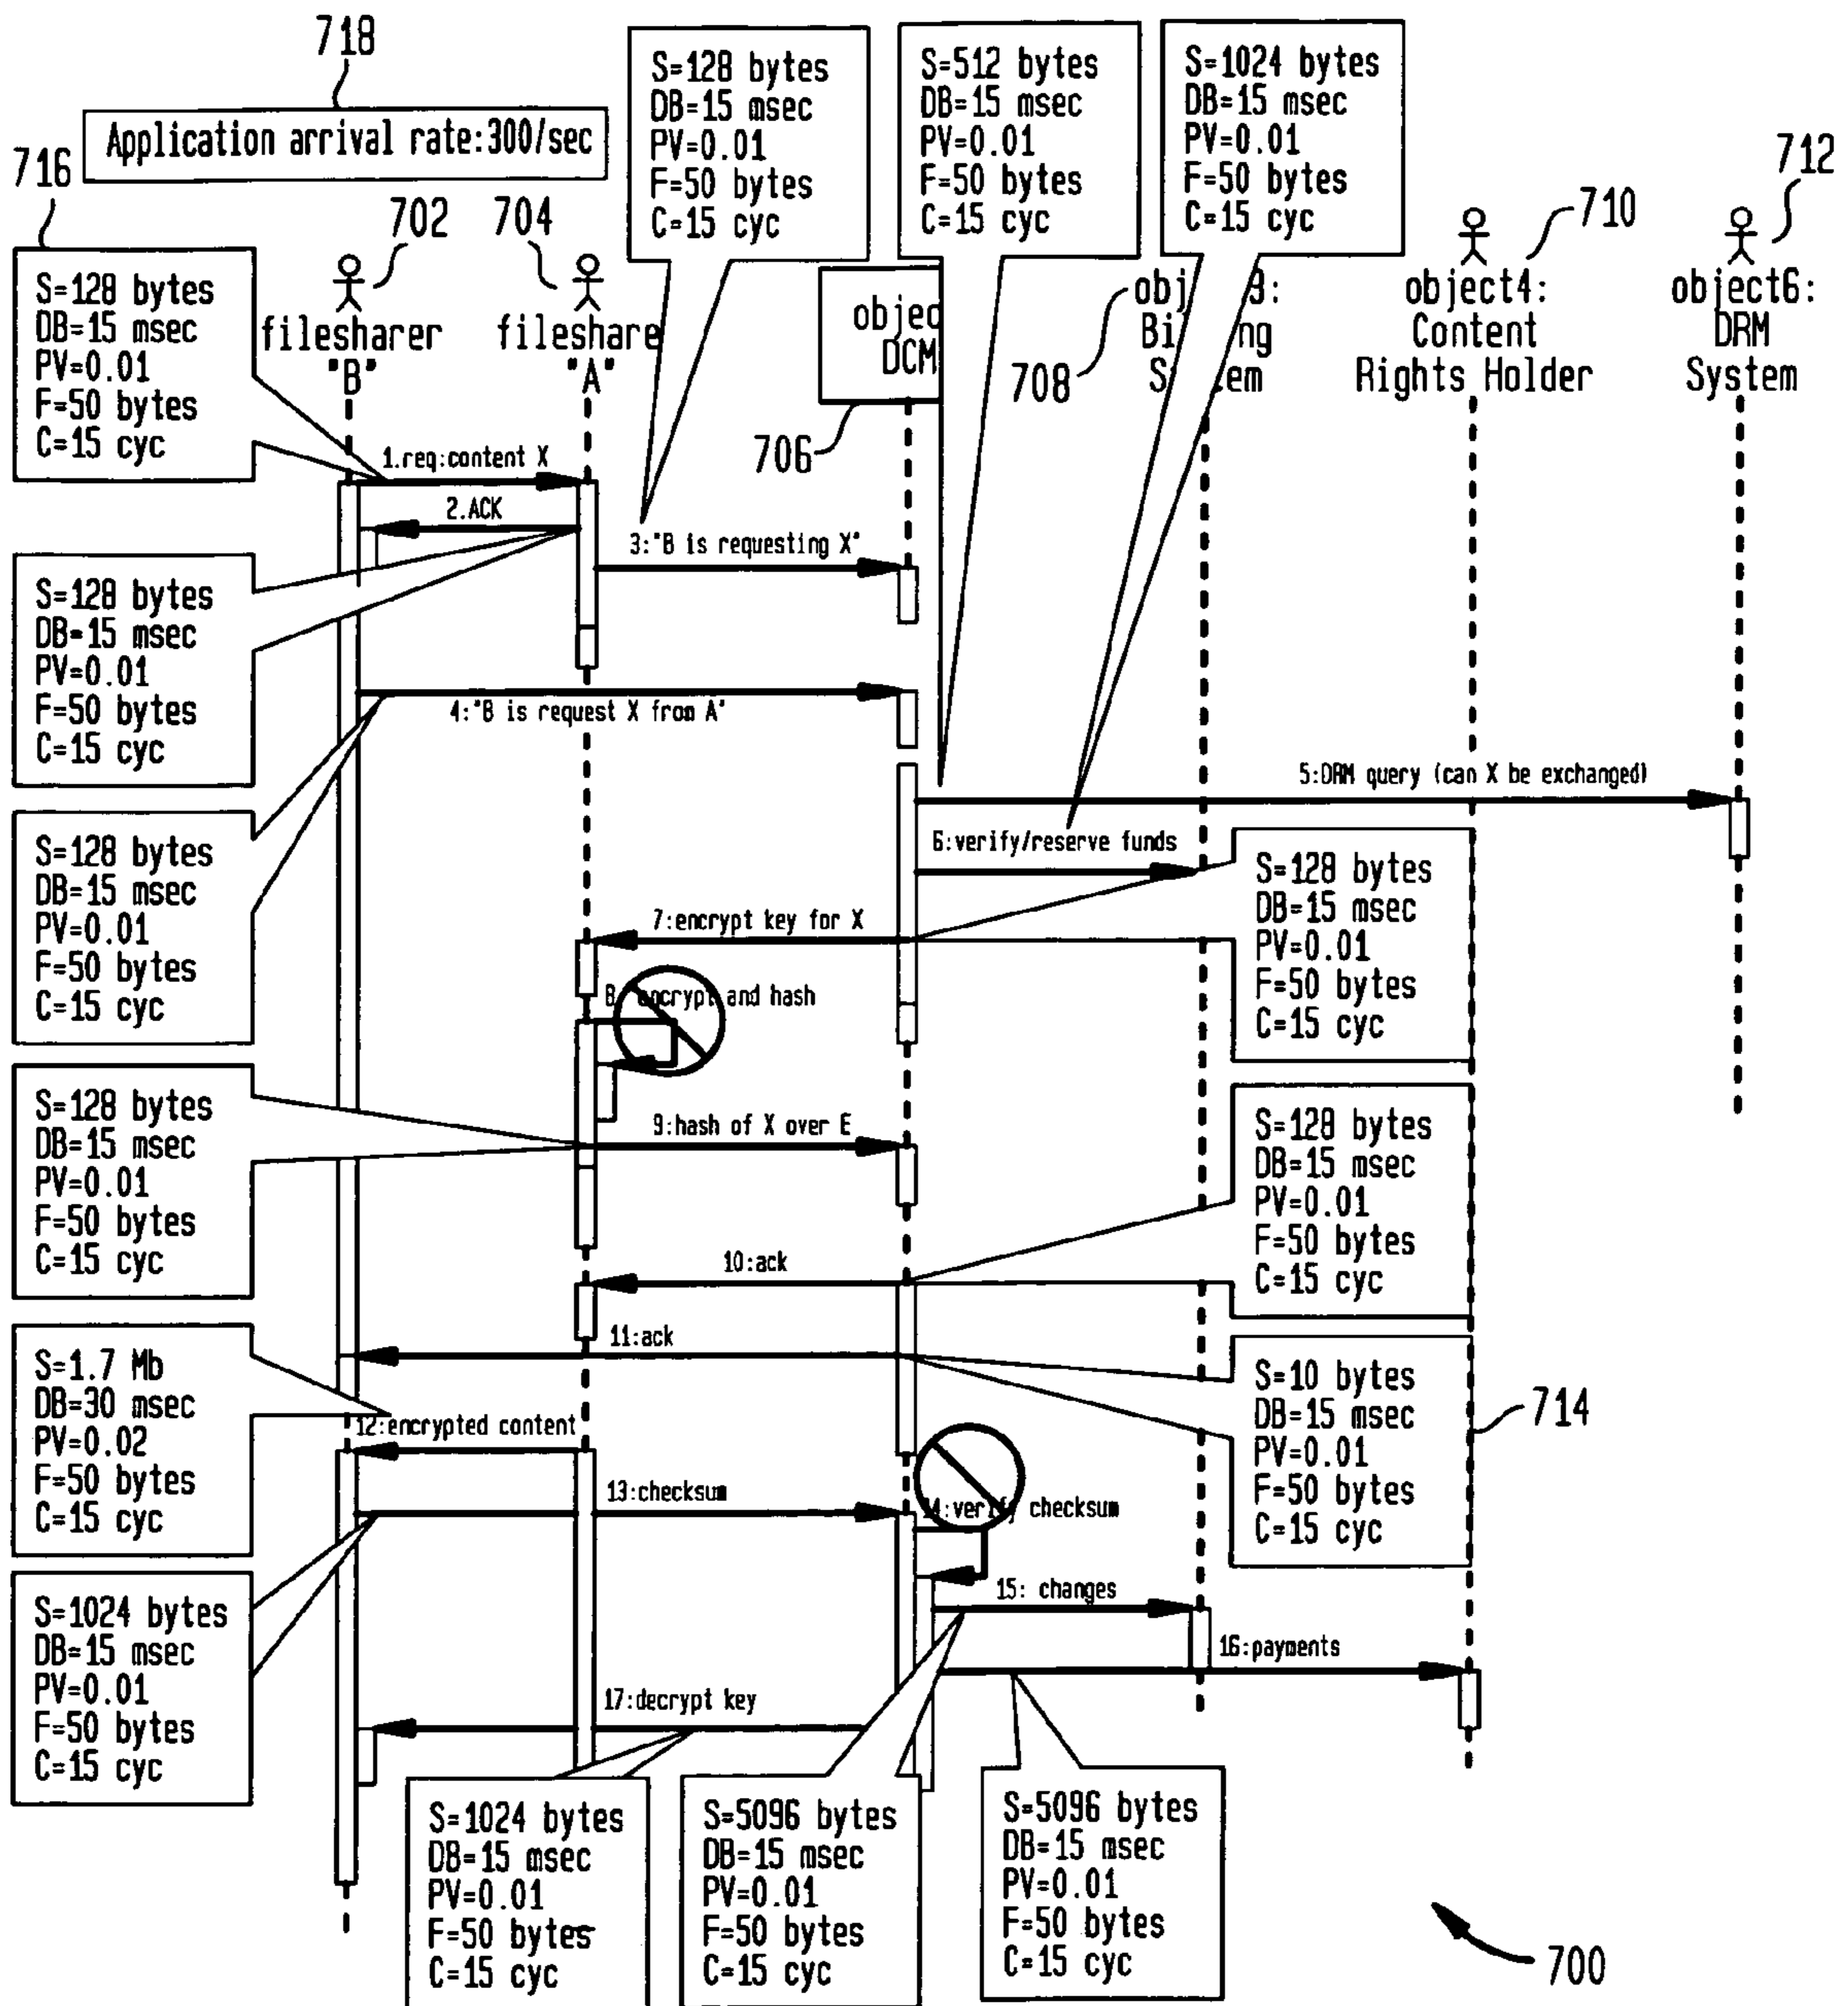 718
Application arrival rate:300/sec
716
S=128 bytes
DB=15 msec
PV=0.01
F=50 bytes
C=15 cyc
S=512 bytes
DB=15 msec
PV=0.01
F=50 bytes
C=15 cyc
S=1024 bytes
DB=15 msec
PV=0.01
F=50 bytes
C=15 cyc
702
704
710
712
S=128 bytes
DB=15 msec
PV=0.01
F=50 bytes
C=15 cyc
filesharer
"B"
fileshare
"A"
objec
DCM
706
708
obj 3:
Bi ng
S tem
object4:
Content
Rights Holder
object6:
DRM
System
1.req:content X
2.ACK
3:"B is requesting X"
S=128 bytes
DB=15 msec
PV=0.01
F=50 bytes
C=15 cyc
4:"B is request X from A"
5:DRM query (can X be exchanged)
6:verify/reserve funds
S=128 bytes
DB=15 msec
PV=0.01
F=50 bytes
C=15 cyc
S=128 bytes
DB=15 msec
PV=0.01
F=50 bytes
C=15 cyc
7:encrypt key for X
8: encrypt and hash
S=128 bytes
DB=15 msec
PV=0.01
F=50 bytes
C=15 cyc
9:hash of X over E
S=128 bytes
DB=15 msec
PV=0.01
F=50 bytes
C=15 cyc
10:ack
11:ack
S=1.7 Mb
DB=30 msec
PV=0.02
F=50 bytes
C=15 cyc
S=10 bytes
DB=15 msec
PV=0.01
F=50 bytes
C=15 cyc
714
12:encrypted content
13:checksum
14:verify checksum
S=1024 bytes
DB=15 msec
PV=0.01
F=50 bytes
C=15 cyc
15: changes
16:payments
17:decrypt key
S=1024 bytes
DB=15 msec
PV=0.01
F=50 bytes
C=15 cyc
S=5096 bytes
DB=15 msec
PV=0.01
F=50 bytes
C=15 cyc
S=5096 bytes
DB=15 msec
PV=0.01
F=50 bytes
C=15 cyc
700